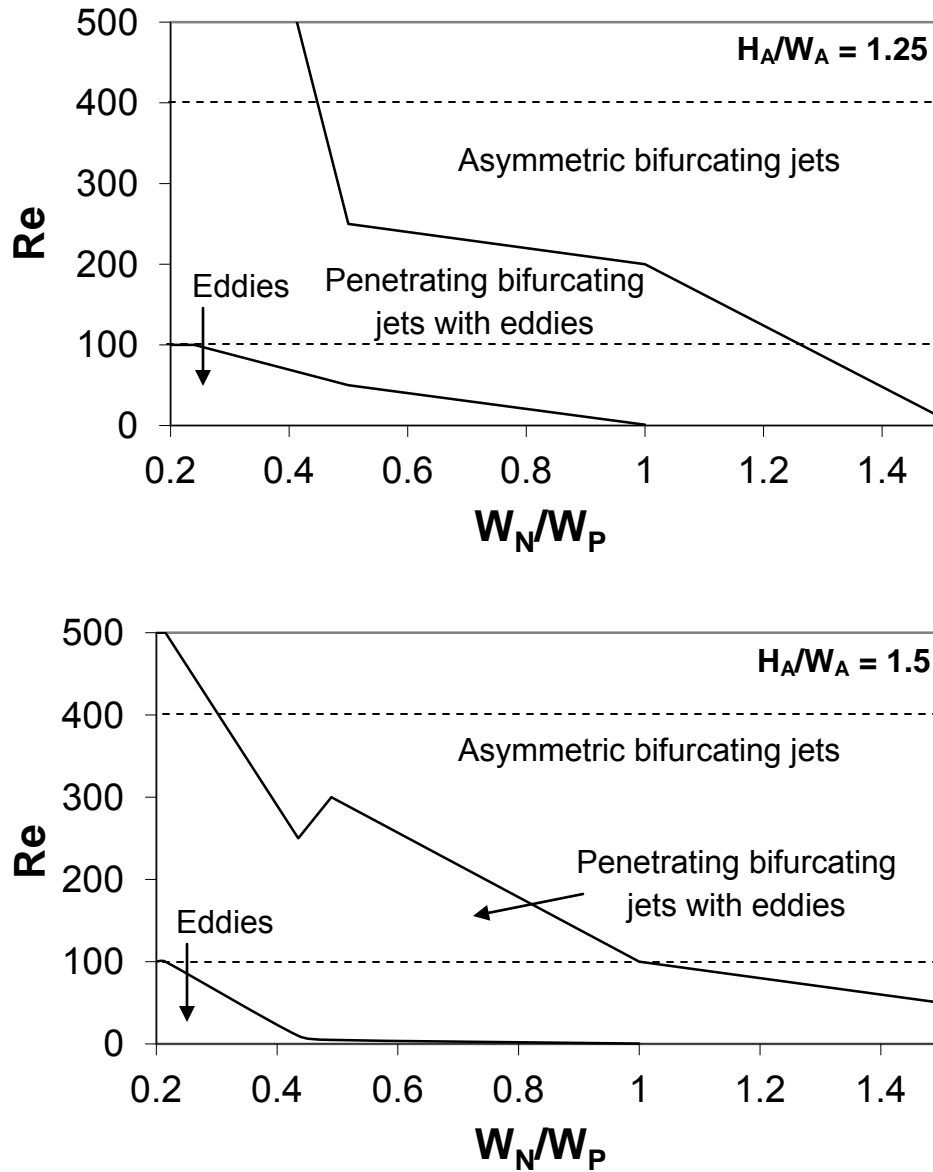 500
H_A/W_A = 1.25
400
Asymmetric bifurcating jets
300
Re
200
Eddies
Penetrating bifurcating
jets with eddies
100
0
0.2 0.4 0.6 0.8 1 1.2 1.4
W_N/W_P
500
H_A/W_A = 1.5
400
Asymmetric bifurcating jets
300
Re
Penetrating bifurcating
jets with eddies
200
Eddies
100
0
0.2 0.4 0.6 0.8 1 1.2 1.4
W_N/W_P